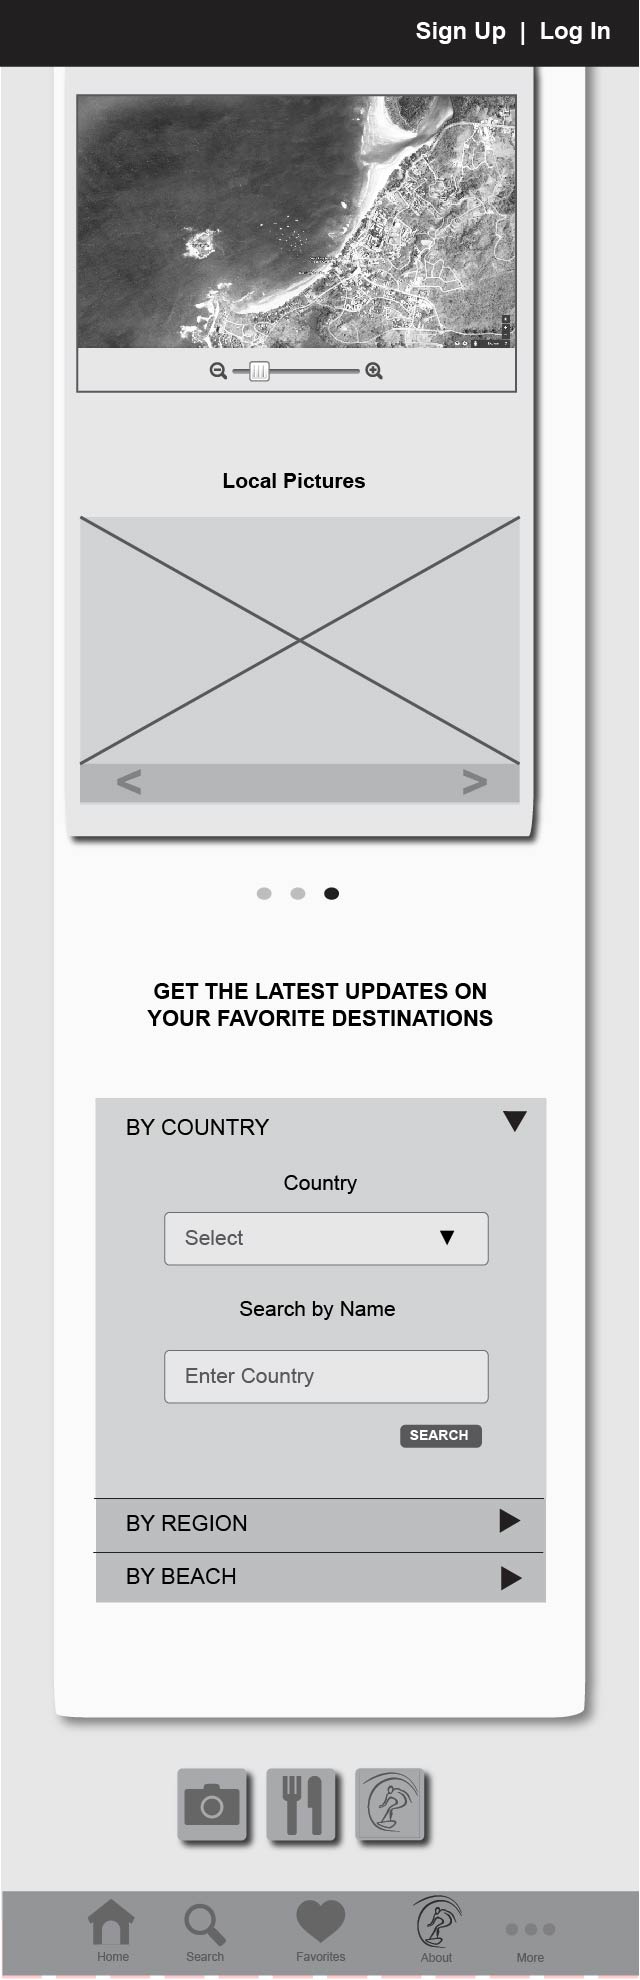 Sign Up | Log In
Local Pictures
< >
GET THE LATEST UPDATES ON
YOUR FAVORITE DESTINATIONS
BY COUNTRY
Country
Select
Search by Name
Enter Country
SEARCH
BY REGION
BY BEACH
Home Search Favorites About More